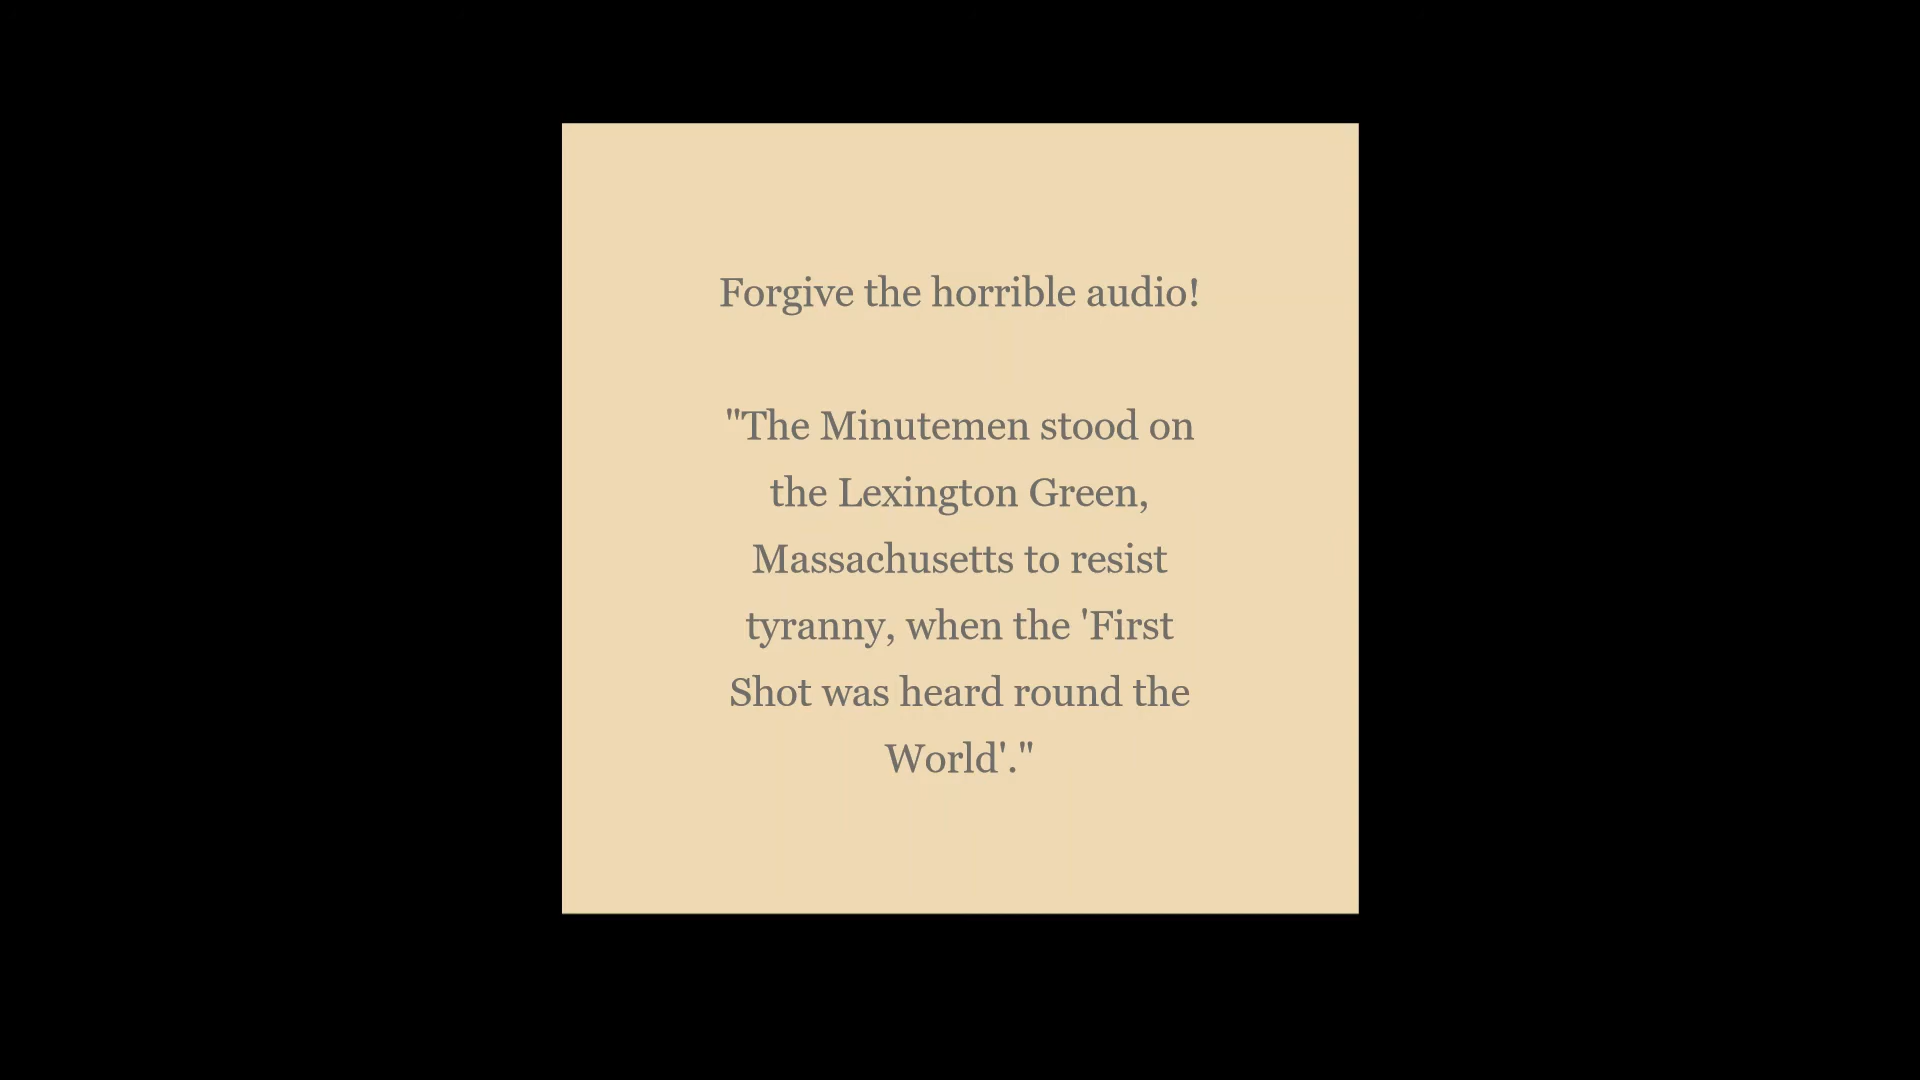 Forgive the horrible audio!
"The Minutemen stood on
the Lexington Green,
Massachusetts to resist
tyranny, when the 'First
Shot was heard round the
World'."